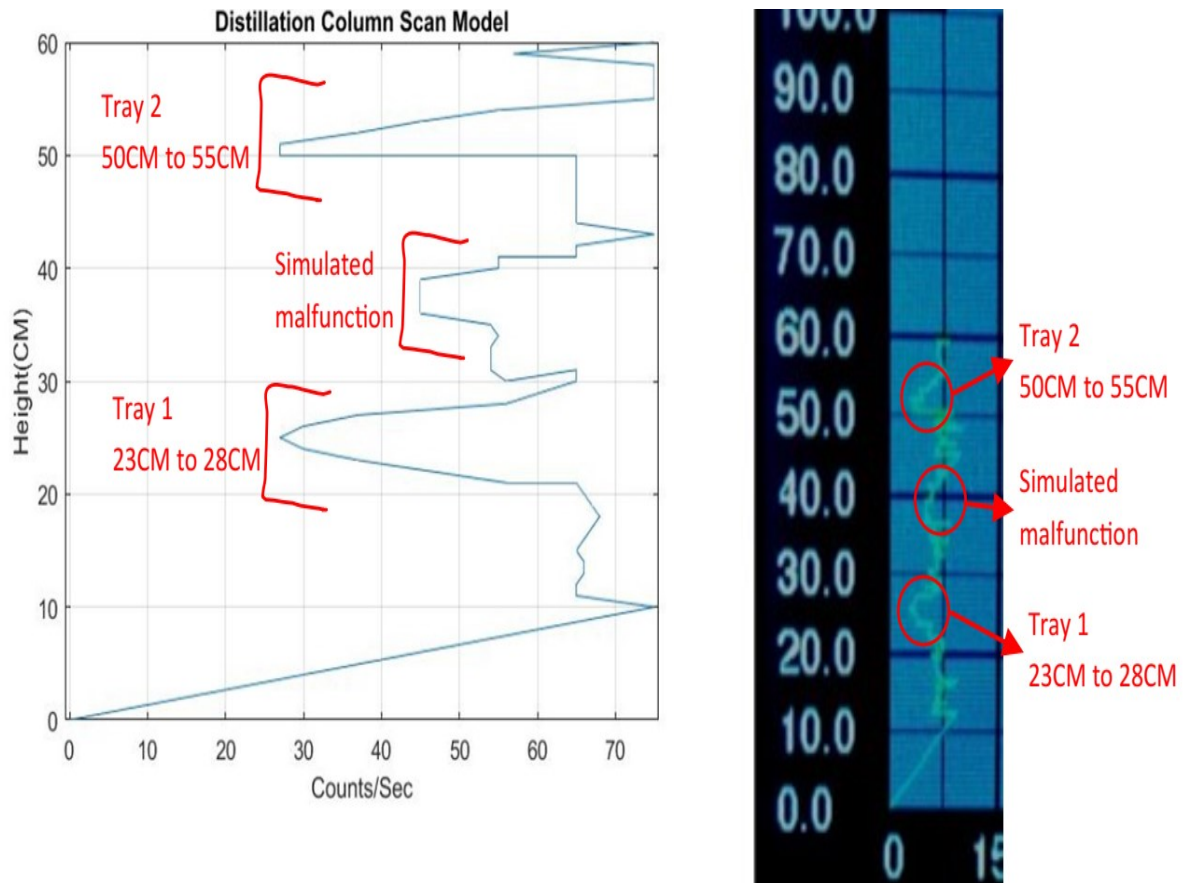 Distillation Column Scan Model
60
50
40
30
20
10
0
Height(CM)
0 10 20 30 40 50 60 70
Counts/Sec
Tray 2
50CM to 55CM
Simulated
malfunction
Tray 1
23CM to 28CM
100.0
90.0
80.0
70.0
60.0
50.0
40.0
30.0
20.0
10.0
0.0
0 15
Tray 2
50CM to 55CM
Simulated
malfunction
Tray 1
23CM to 28CM